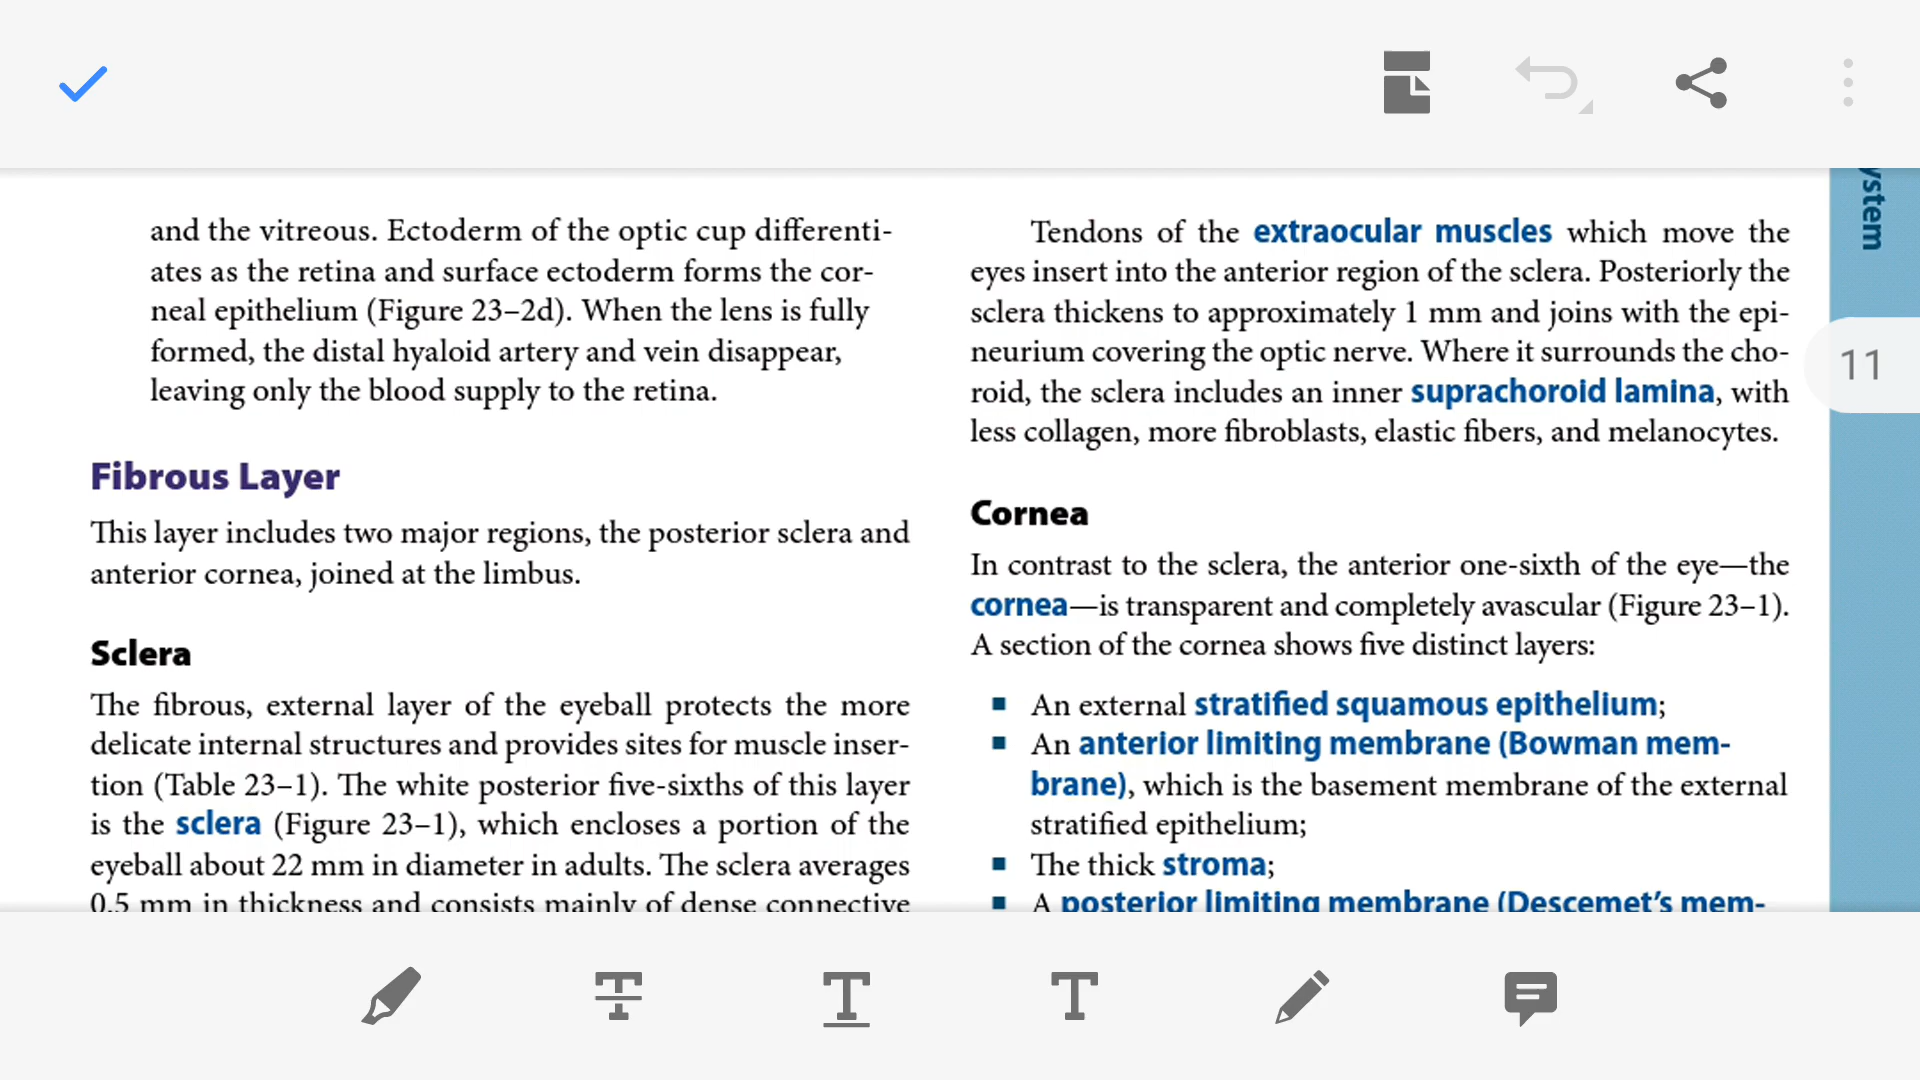 and the vitreous. Ectoderm of the optic cup differenti-
ates as the retina and surface ectoderm forms the cor-
neal epithelium (Figure 23–2d). When the lens is fully
formed, the distal hyaloid artery and vein disappear,
leaving only the blood supply to the retina.
Fibrous Layer
This layer includes two major regions, the posterior sclera and
anterior cornea, joined at the limbus.
Sclera
The fibrous, external layer of the eyeball protects the more
delicate internal structures and provides sites for muscle inser-
tion (Table 23–1). The white posterior five-sixths of this layer
is the sclera (Figure 23–1), which encloses a portion of the
eyeball about 22 mm in diameter in adults. The sclera averages
0.5 mm in thickness and consists mainly of dense connective
Tendons of the extraocular muscles which move the
eyes insert into the anterior region of the sclera. Posteriorly the
sclera thickens to approximately 1 mm and joins with the epi-
neurium covering the optic nerve. Where it surrounds the cho-
roid, the sclera includes an inner suprachoroid lamina, with
less collagen, more fibroblasts, elastic fibers, and melanocytes.
Cornea
In contrast to the sclera, the anterior one-sixth of the eye—the
cornea—is transparent and completely avascular (Figure 23–1).
A section of the cornea shows five distinct layers:
■ An external stratified squamous epithelium;
■ An anterior limiting membrane (Bowman mem-
brane), which is the basement membrane of the external
stratified epithelium;
■ The thick stroma;
■ A posterior limiting membrane (Descemet's mem-
ystem
11